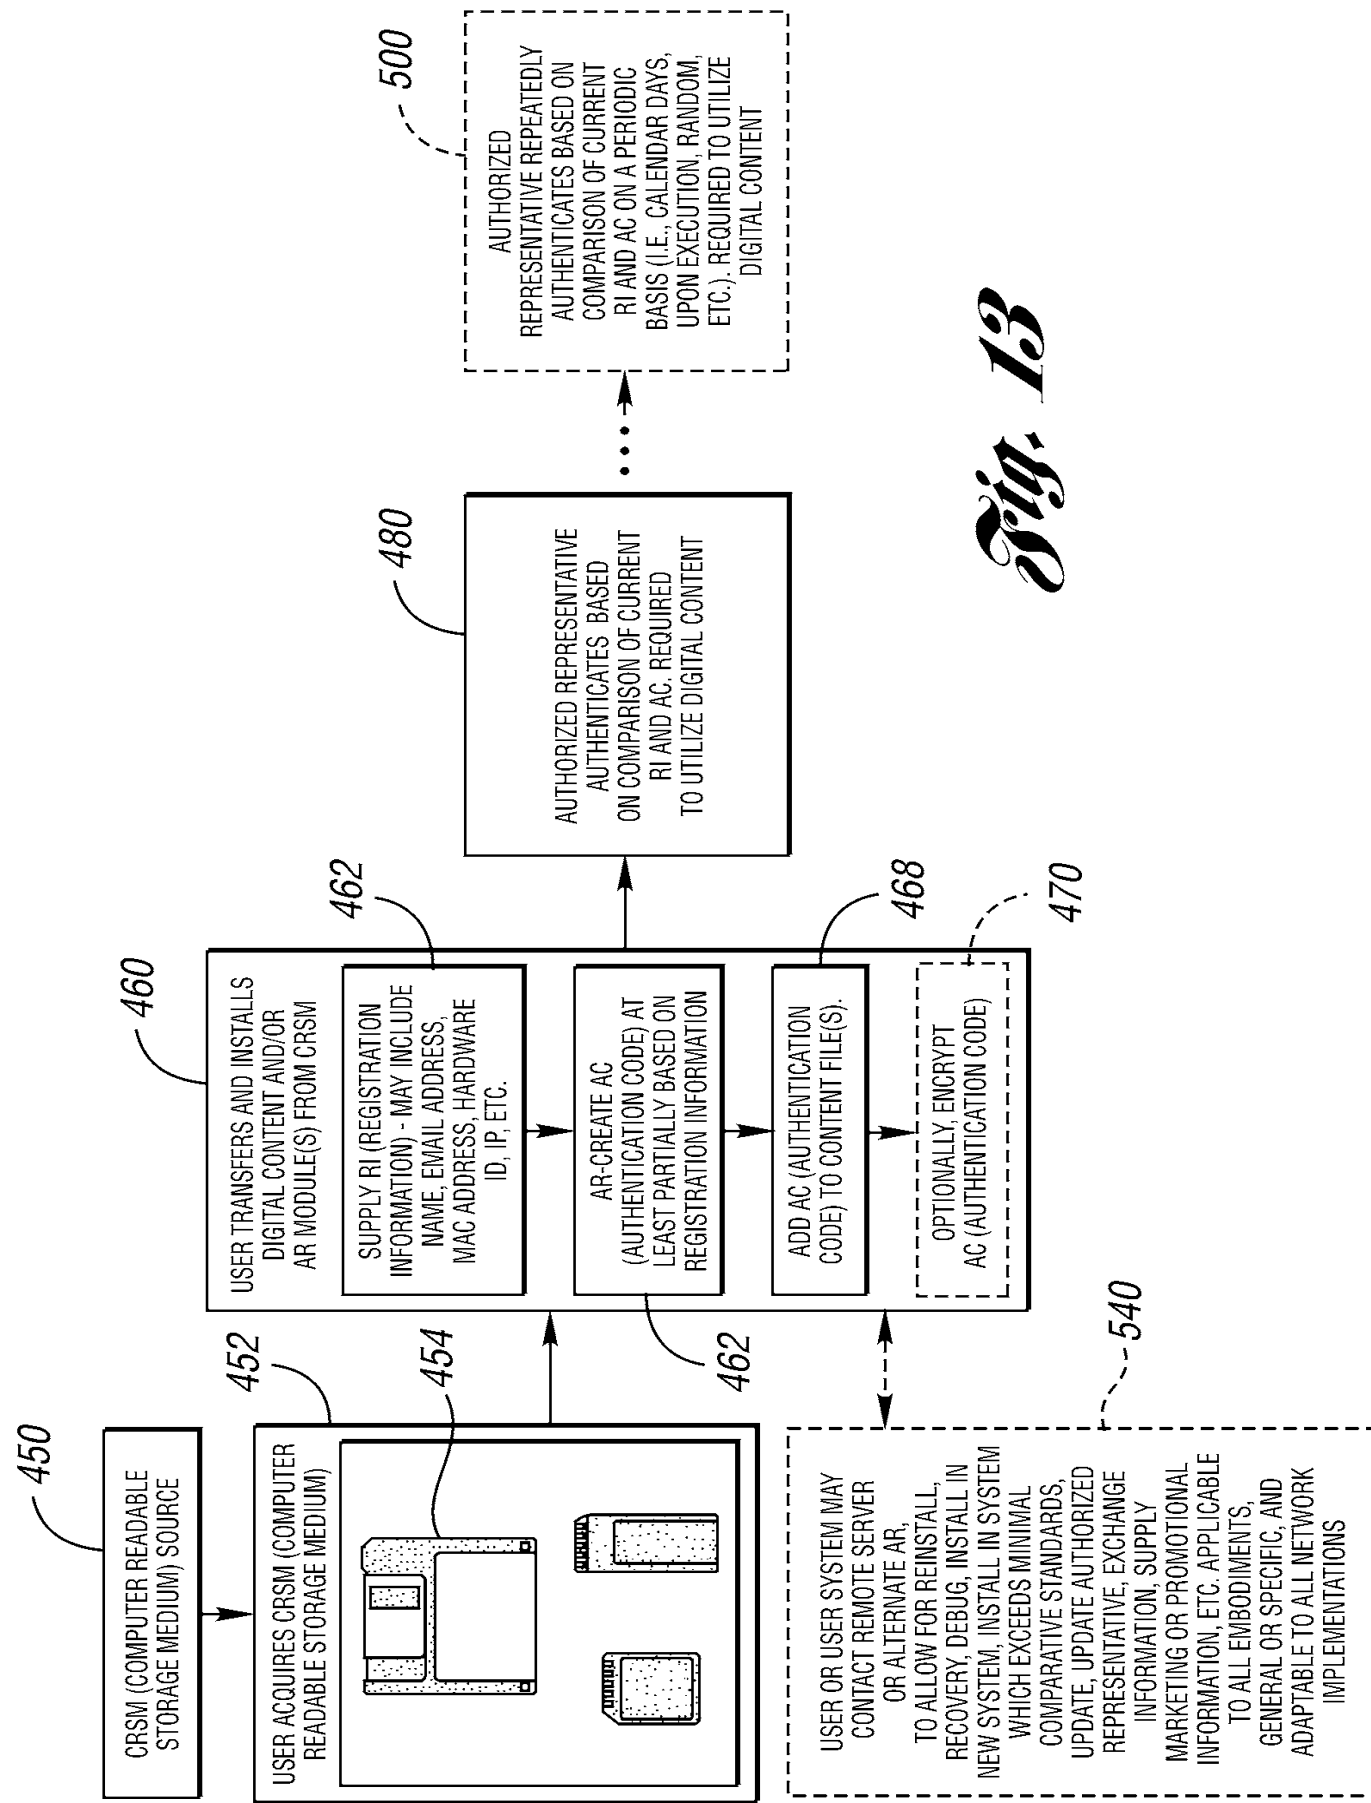 450
CRSM (COMPUTER READABLE
STORAGE MEDIUM) SOURCE
452
USER ACQUIRES CRSM (COMPUTER
READABLE STORAGE MEDIUM)
454
460
USER TRANSFERS AND INSTALLS
DIGITAL CONTENT AND/OR
AR MODULE(S) FROM CRSM
462
SUPPLY RI (REGISTRATION
INFORMATION) - MAY INCLUDE
NAME, EMAIL ADDRESS,
MAC ADDRESS, HARDWARE
ID, IP, ETC.
AR-CREATE AC
(AUTHENTICATION CODE) AT
LEAST PARTIALLY BASED ON
REGISTRATION INFORMATION
462
468
ADD AC (AUTHENTICATION
CODE) TO CONTENT FILE(S).
470
OPTIONALLY, ENCRYPT
AC (AUTHENTICATION CODE)
480
AUTHORIZED REPRESENTATIVE
AUTHENTICATES BASED
ON COMPARISON OF CURRENT
RI AND AC. REQUIRED
TO UTILIZE DIGITAL CONTENT
500
AUTHORIZED
REPRESENTATIVE REPEATEDLY
AUTHENTICATES BASED ON
COMPARISON OF CURRENT
RI AND AC ON A PERIODIC
BASIS (I.E., CALENDAR DAYS,
UPON EXECUTION, RANDOM,
ETC.). REQUIRED TO UTILIZE
DIGITAL CONTENT
540
USER OR USER SYSTEM MAY
CONTACT REMOTE SERVER
OR ALTERNATE AR,
TO ALLOW FOR REINSTALL,
RECOVERY, DEBUG, INSTALL IN
NEW SYSTEM, INSTALL IN SYSTEM
WHICH EXCEEDS MINIMAL
COMPARATIVE STANDARDS,
UPDATE, UPDATE AUTHORIZED
REPRESENTATIVE, EXCHANGE
INFORMATION, SUPPLY
MARKETING OR PROMOTIONAL
INFORMATION, ETC. APPLICABLE
TO ALL EMBODIMENTS,
GENERAL OR SPECIFIC, AND
ADAPTABLE TO ALL NETWORK
IMPLEMENTATIONS
Fig. 13